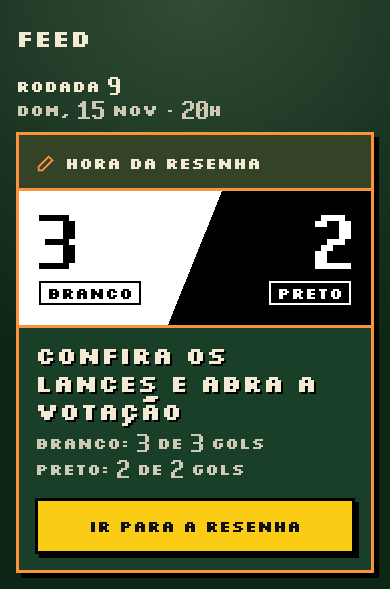 FEED
RODADA 9
DOM, 15 NOV · 20H
HORA DA RESENHA
3
2
BRANCO
PRETO
CONFIRA OS
LANCES E ABRA A
VOTAÇÃO
BRANCO: 3 DE 3 GOLS
PRETO: 2 DE 2 GOLS
IR PARA A RESENHA